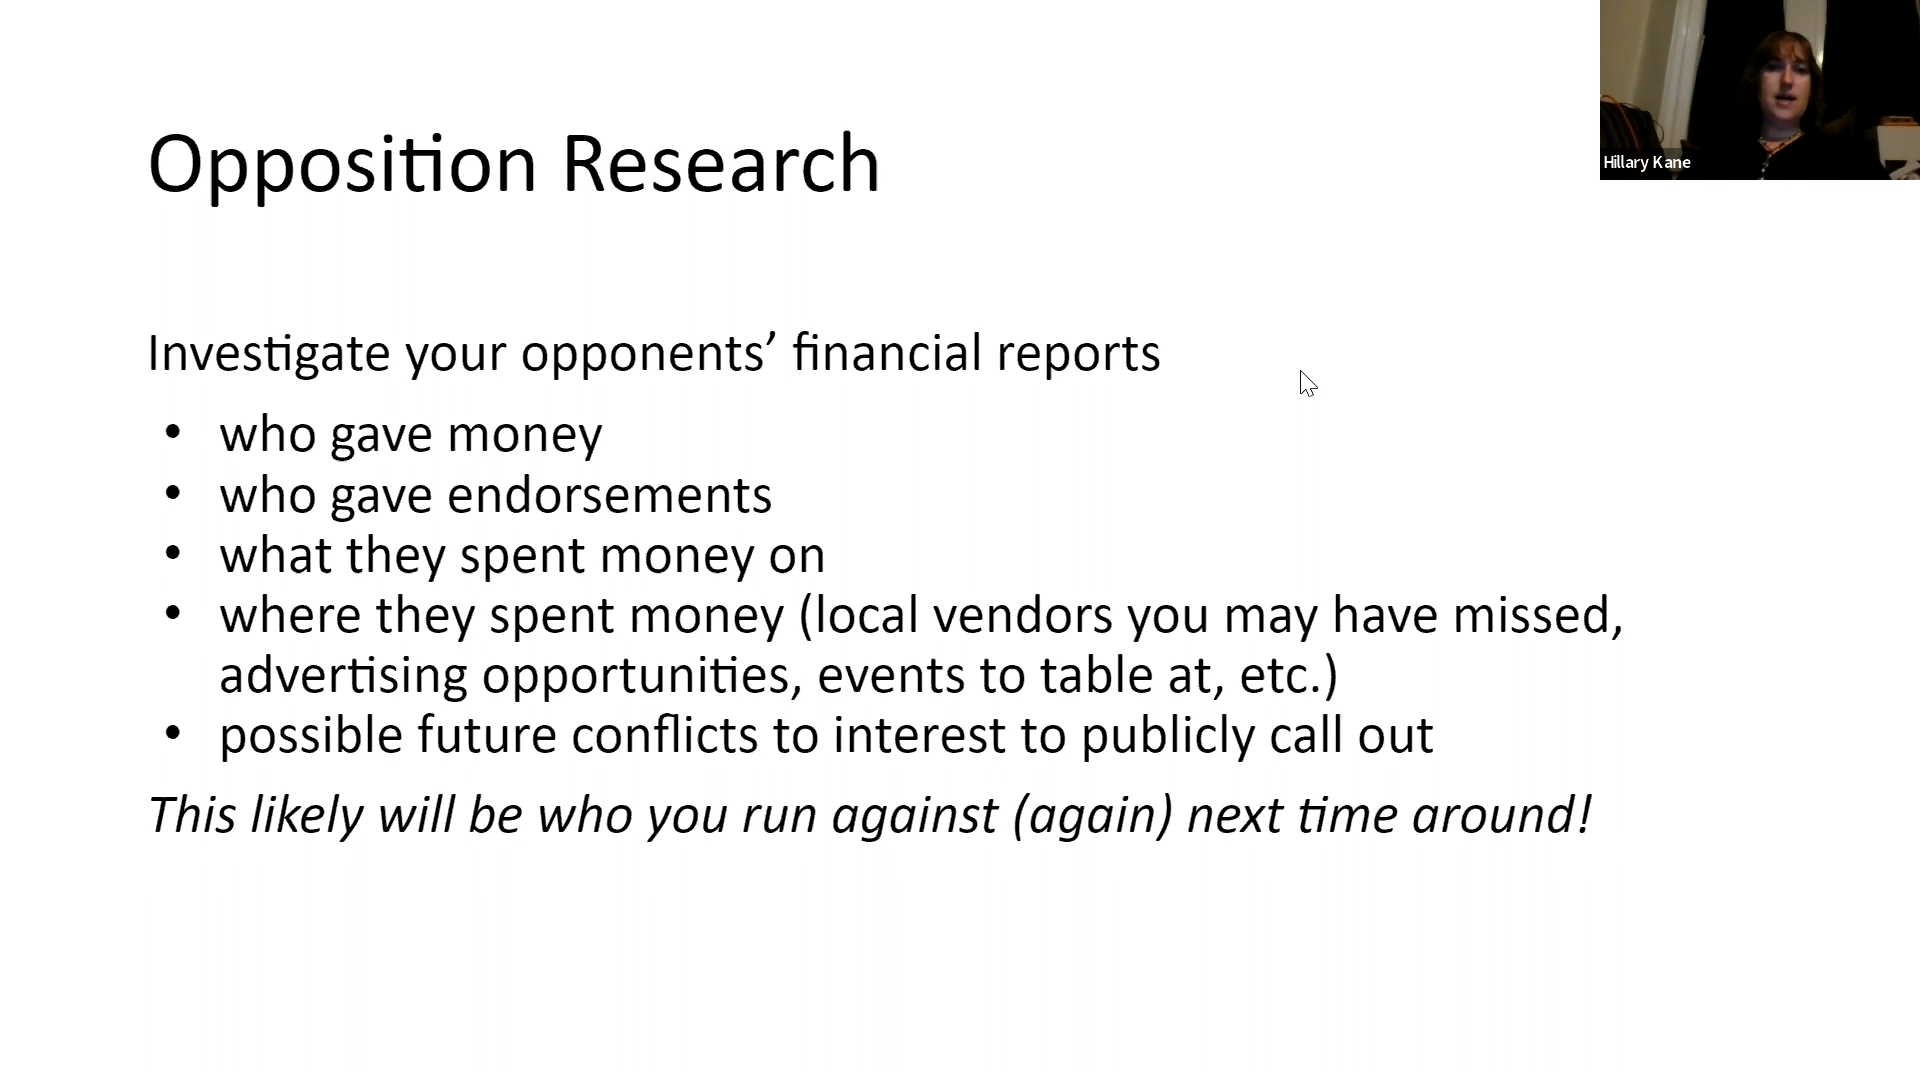 Opposition Research
Hillary Kane
Investigate your opponents’ financial reports
• who gave money
• who gave endorsements
• what they spent money on
• where they spent money (local vendors you may have missed,
advertising opportunities, events to table at, etc.)
• possible future conflicts to interest to publicly call out
This likely will be who you run against (again) next time around!